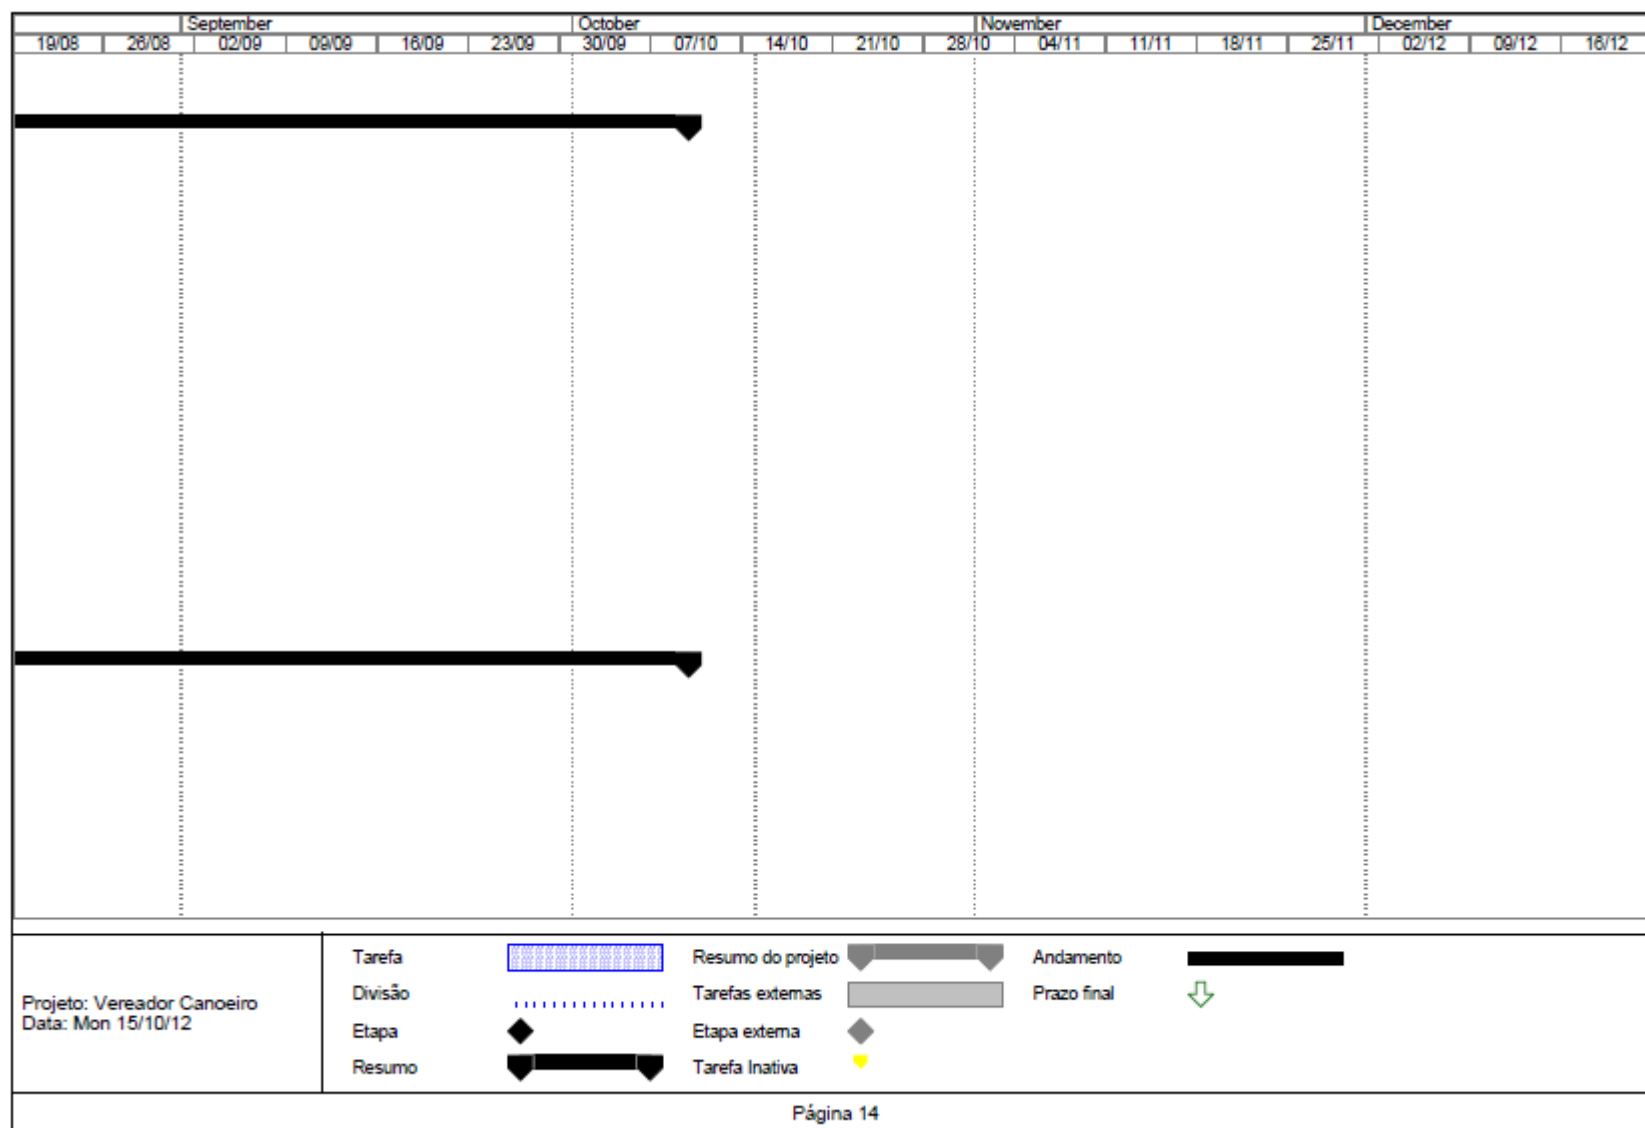 September October November December
19/08 26/08 02/09 09/09 16/09 23/09 30/09 07/10 14/10 21/10 28/10 04/11 11/11 18/11 25/11 02/12 09/12 16/12
Projeto: Vereador Canoeiro
Data: Mon 15/10/12
Tarefa
Divisão
Etapa
Resumo
Resumo do projeto
Tarefas externas
Etapa externa
Tarefa Inativa
Andamento
Prazo final
Página 14